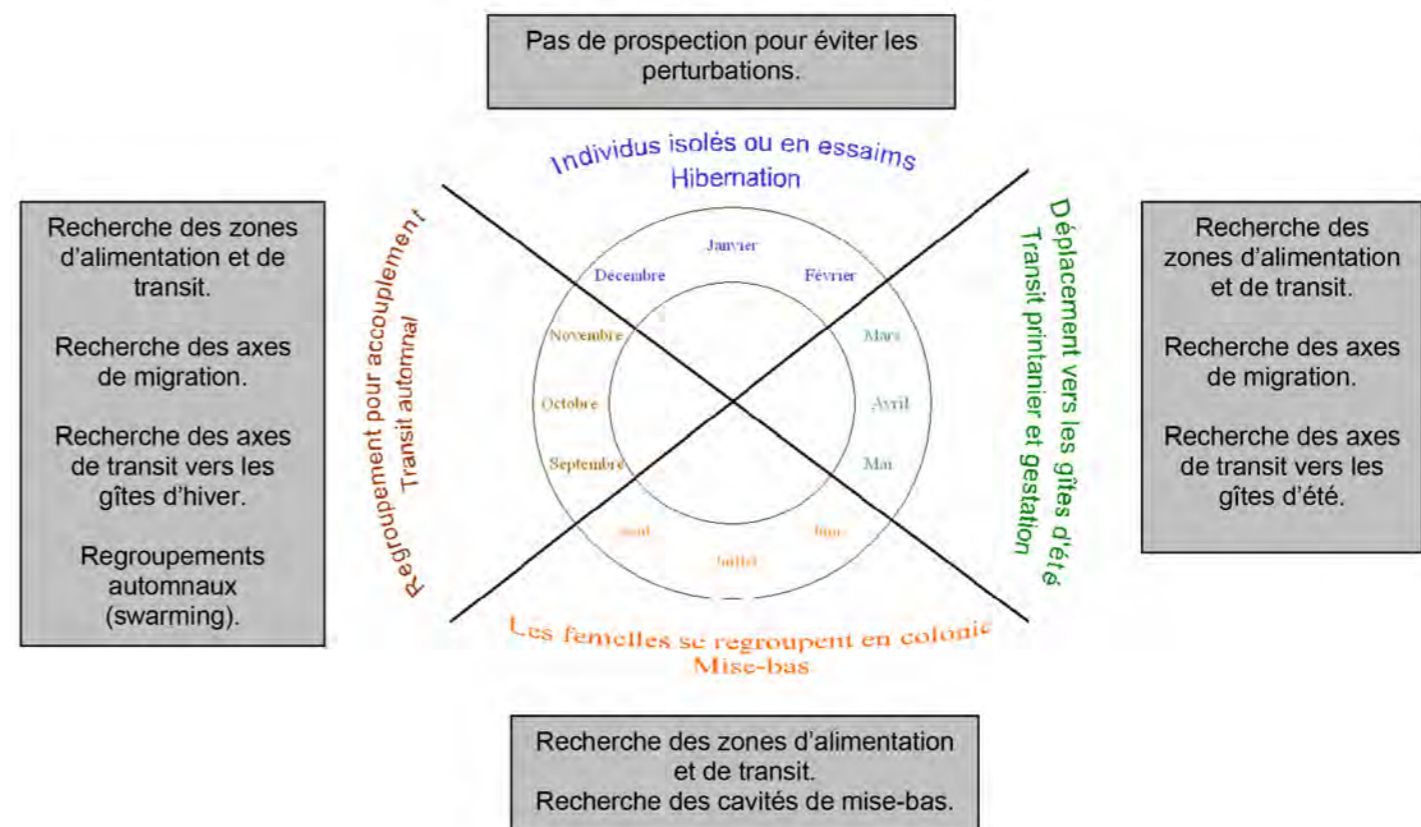 Pas de prospection pour éviter les
perturbations.
Individus isolés ou en essaims
Hibernation
Recherche des zones
d'alimentation et de
transit.
Recherche des axes
de migration.
Recherche des axes
de transit vers les
gîtes d'hiver.
Regroupements
automnaux
(swarming).
Regroupement pour accouplement
Transit automnal
Janvier
Décembre
Février
Novembre
Mars
Octobre
Avril
Septembre
Mai
Août
Juin
Juillet
Déplacement vers les gîtes d'été
Transit printanier et gestation
Recherche des
zones d'alimentation
et de transit.
Recherche des axes
de migration.
Recherche des axes
de transit vers les
gîtes d'été.
Les femelles se regroupent en colonie
Mise-bas
Recherche des zones d'alimentation
et de transit.
Recherche des cavités de mise-bas.